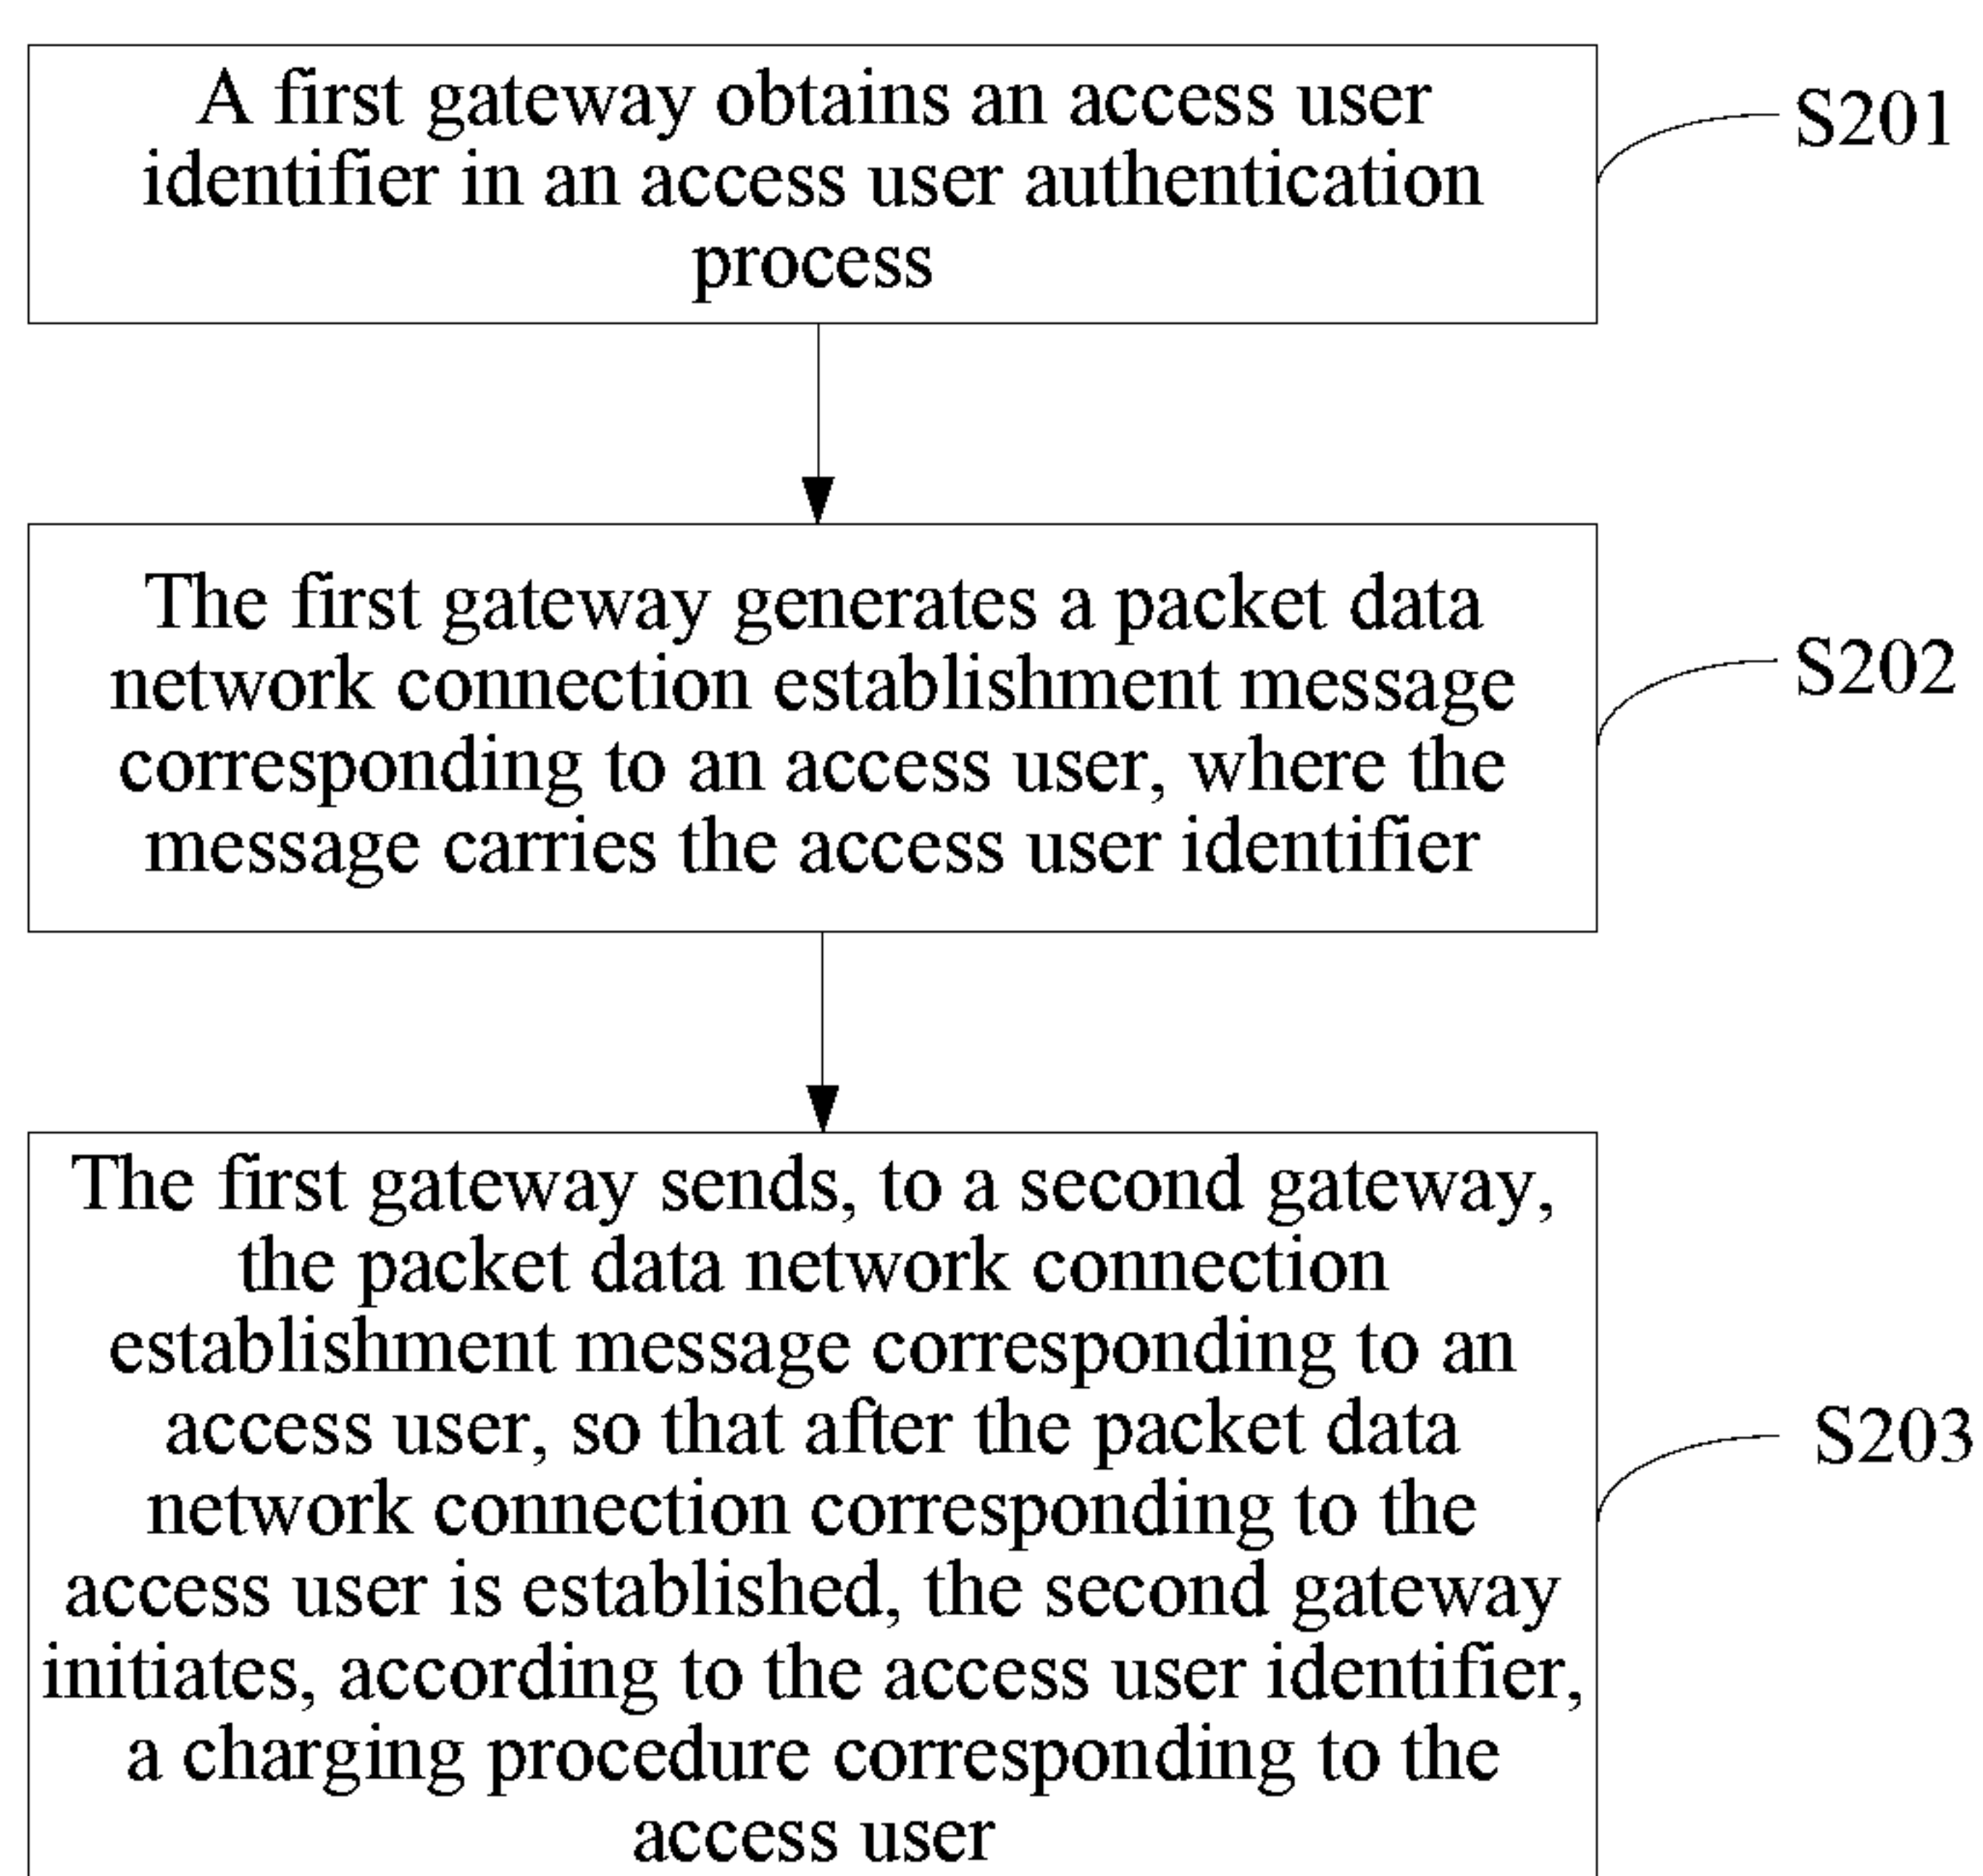 A first gateway obtains an access user
identifier in an access user authentication
process
S201
The first gateway generates a packet data
network connection establishment message
corresponding to an access user, where the
message carries the access user identifier
S202
The first gateway sends, to a second gateway,
the packet data network connection
establishment message corresponding to an
access user, so that after the packet data
network connection corresponding to the
access user is established, the second gateway
initiates, according to the access user identifier,
a charging procedure corresponding to the
access user
S203